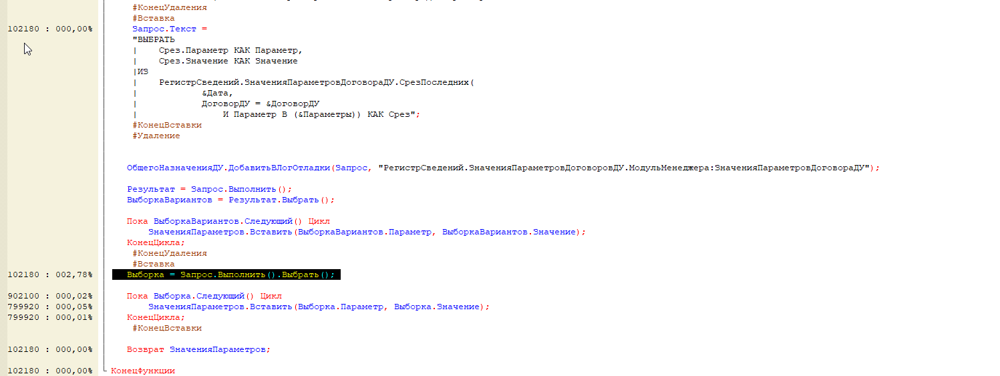 #КонецУдаления
#Вставка
102180 : 000,00% Запрос.Текст =
"ВЫБРАТЬ
| Срез.Параметр КАК Параметр,
| Срез.Значение КАК Значение
|ИЗ
| РегистрСведений.ЗначенияПараметровДоговораДУ.СрезПоследних(
| &Дата,
| ДоговорДУ = &ДоговорДУ
| И Параметр В (&Параметры)) КАК Срез";
#КонецВставки
#Удаление
ОбщегоНазначенияДУ.ДобавитьВЛогОтладки(Запрос, "РегистрСведений.ЗначенияПараметровДоговоровДУ.МодульМенеджера:ЗначенияПараметровДоговораДУ");
Результат = Запрос.Выполнить();
ВыборкаВариантов = Результат.Выбрать();
Пока ВыборкаВариантов.Следующий() Цикл
ЗначенияПараметров.Вставить(ВыборкаВариантов.Параметр, ВыборкаВариантов.Значение);
КонецЦикла;
#КонецУдаления
#Вставка
102180 : 002,78% Выборка = Запрос.Выполнить().Выбрать();
902100 : 000,02% Пока Выборка.Следующий() Цикл
799920 : 000,05% ЗначенияПараметров.Вставить(Выборка.Параметр, Выборка.Значение);
799920 : 000,01% КонецЦикла;
#КонецВставки
102180 : 000,00% Возврат ЗначенияПараметров;
102180 : 000,00% КонецФункции